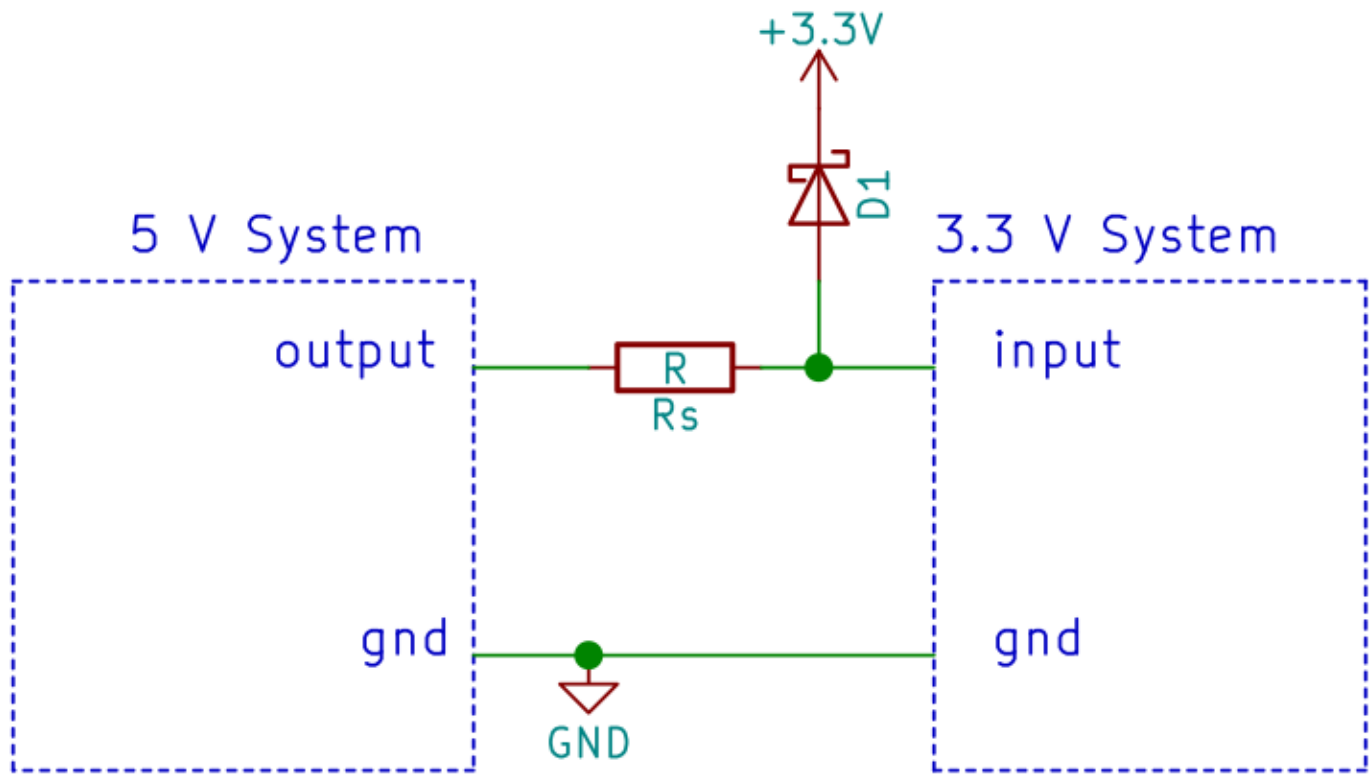 +3.3V
D1
5 V System
3.3 V System
output
R
Rs
input
gnd
gnd
GND